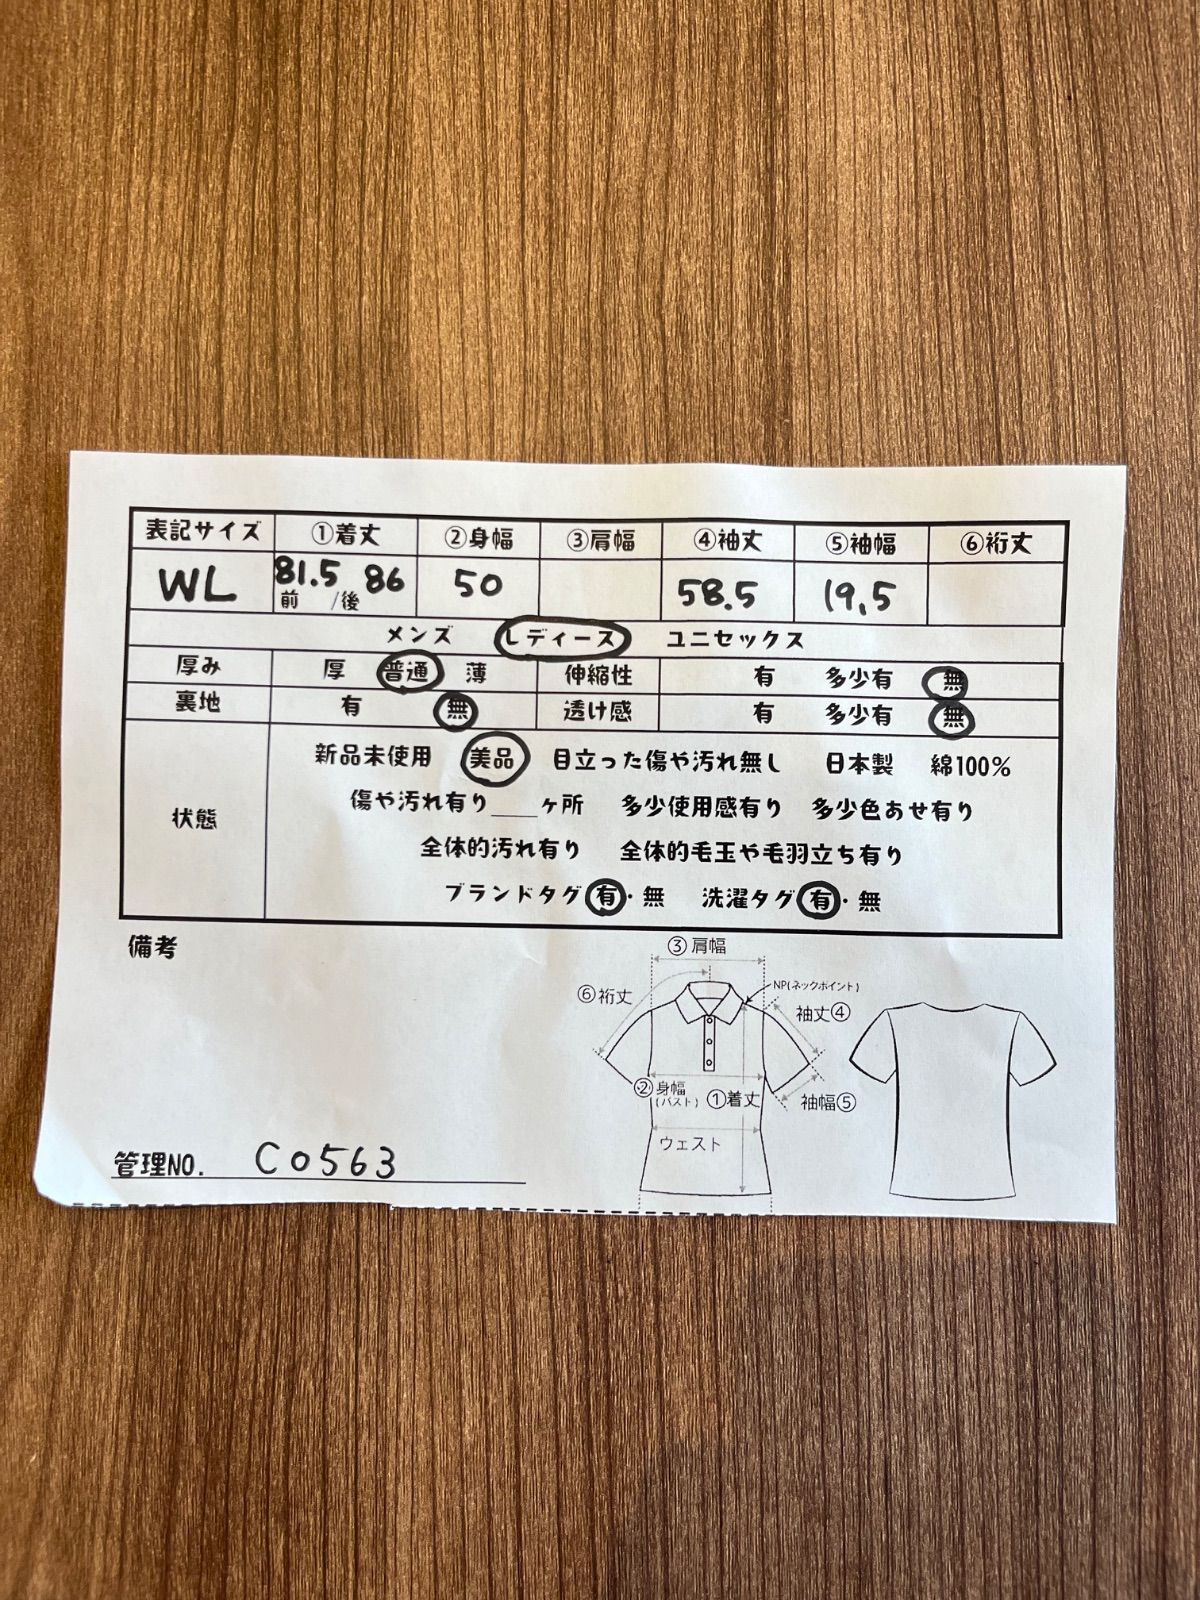 表記サイズ ①着丈 ②身幅 ③肩幅 ④袖丈 ⑤袖幅 ⑥裄丈
WL 81.5 86 50 58.5 19.5
前 /後
メンズ レディース ユニセックス
厚み 厚 普通 薄 伸縮性 有 多少有 無
裏地 有 無 透け感 有 多少有 無
新品未使用 美品 目立った傷や汚れ無し 日本製 綿100%
傷や汚れ有り___ヶ所 多少使用感有り 多少色あせ有り
状態
全体的汚れ有り 全体的毛玉や毛羽立ち有り
ブランドタグ 有・無 洗濯タグ 有・無
備考
③肩幅
⑥裄丈
NP(ネックポイント)
袖丈④
②身幅
(バスト)
①着丈
袖幅⑤
ウェスト
管理NO. C0563